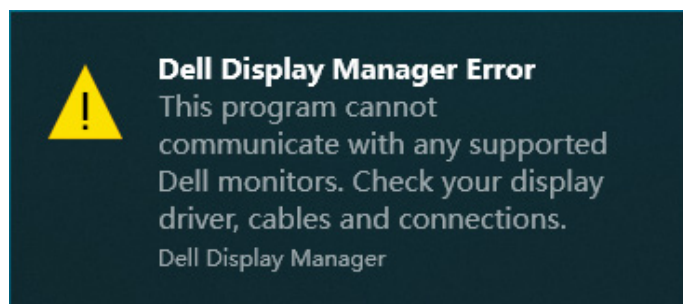 Dell Display Manager Error
This program cannot
communicate with any supported
Dell monitors. Check your display
driver, cables and connections.
Dell Display Manager